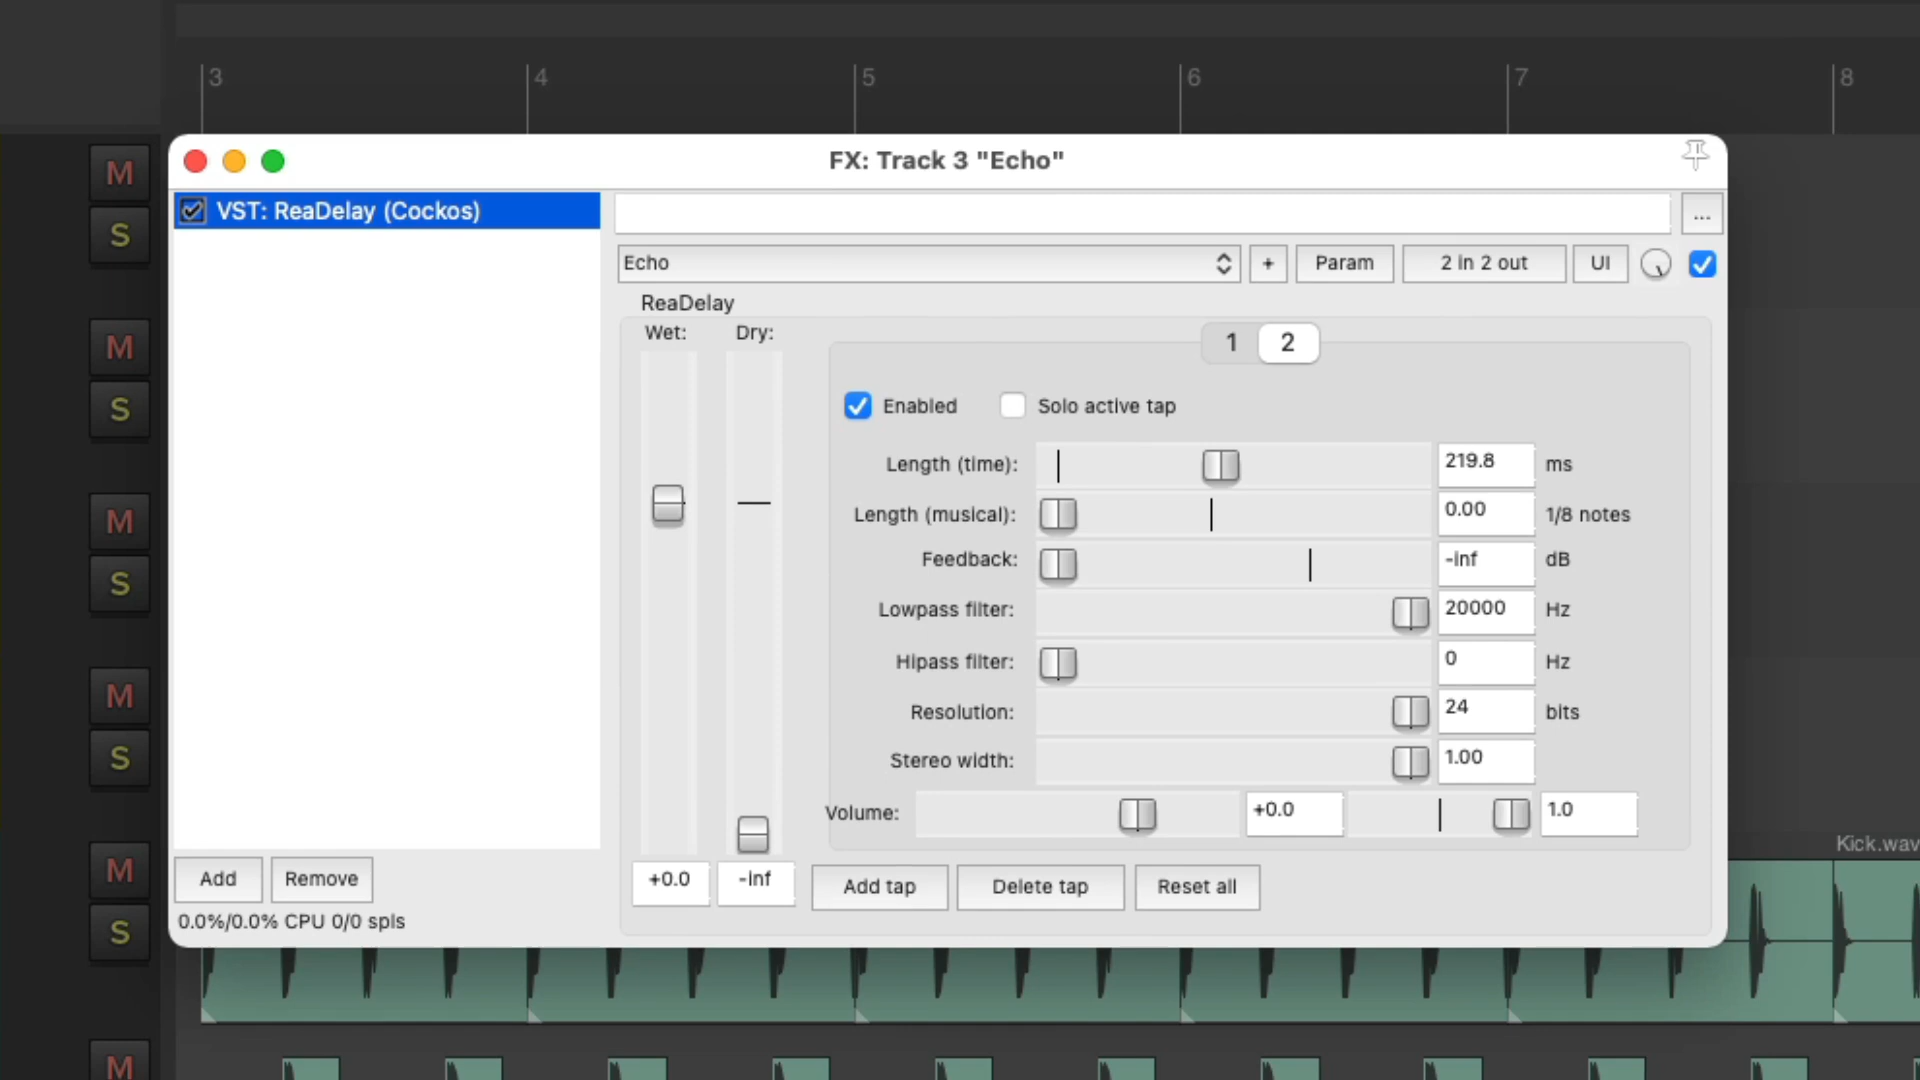 3 4 5 6 7 8
FX: Track 3 "Echo"
M
S
M
S
M
S
M
S
M
S
M
VST: ReaDelay (Cockos)
...
Echo + Param 2 in 2 out UI
ReaDelay
Wet: Dry:
1 2
Enabled Solo active tap
Length (time): 219.8 ms
Length (musical): 0.00 1/8 notes
Feedback: -inf dB
Lowpass filter: 20000 Hz
Hipass filter: 0 Hz
Resolution: 24 bits
Stereo width: 1.00
Volume: +0.0 1.0
Kick.wav
Add Remove
+0.0 -inf
Add tap Delete tap Reset all
0.0%/0.0% CPU 0/0 spls